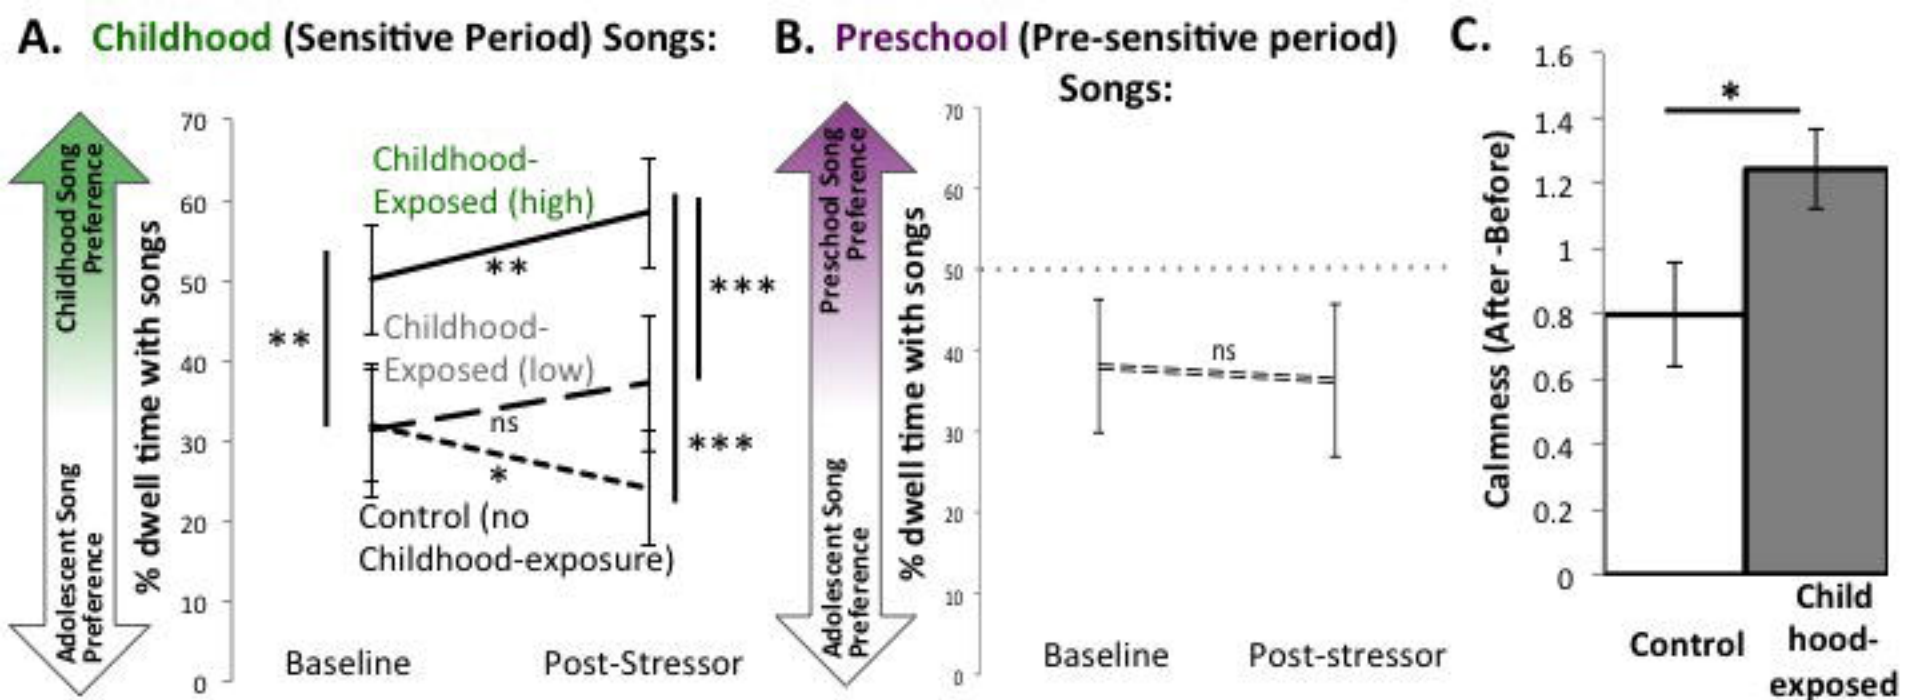 A. Childhood (Sensitive Period) Songs:
Childhood Song
Preference
Adolescent Song
Preference
% dwell time with songs
70
60
50
40
30
20
10
0
Childhood-
Exposed (high)
**
**
Childhood-
Exposed (low)
ns
*
Control (no
Childhood-exposure)
***
***
Baseline
Post-Stressor
B. Preschool (Pre-sensitive period)
Songs:
Preschool Song
Preference
Adolescent Song
Preference
% dwell time with songs
70
60
50
40
30
20
10
0
ns
Baseline
Post-stressor
C.
Calmness (After -Before)
1.6
1.4
1.2
1
0.8
0.6
0.4
0.2
0
*
Control
Child
hood-
exposed